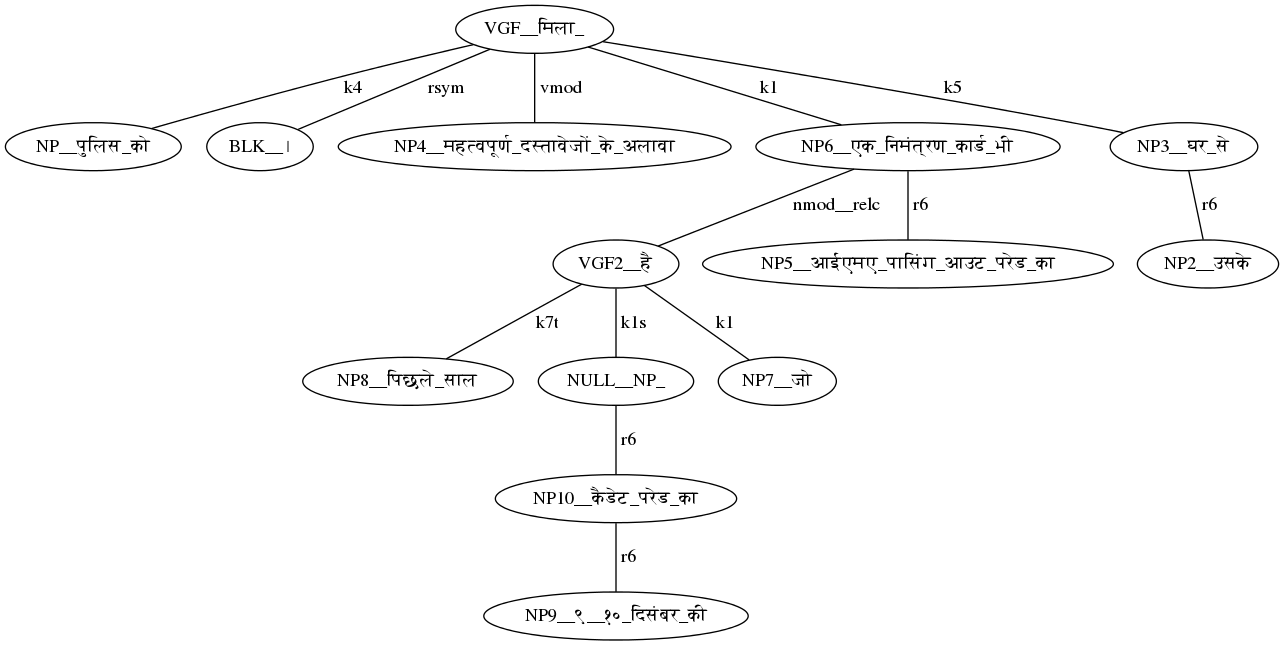 VGF__मिला_
k4 rsym vmod k1 k5
NP__पुलिस_को BLK__। NP4__महत्वपूर्ण_दस्तावेजों_के_अलावा NP6__एक_निमंत्रण_कार्ड_भी NP3__घर_से
nmod__relc r6 r6
VGF2__है NP5__आईएमए_पासिंग_आउट_परेड_का NP2__उसके
k7t k1s k1
NP8__पिछले_साल NULL__NP_ NP7__जो
r6
NP10__कैडेट_परेड_का
r6
NP9__९__१०_दिसंबर_की